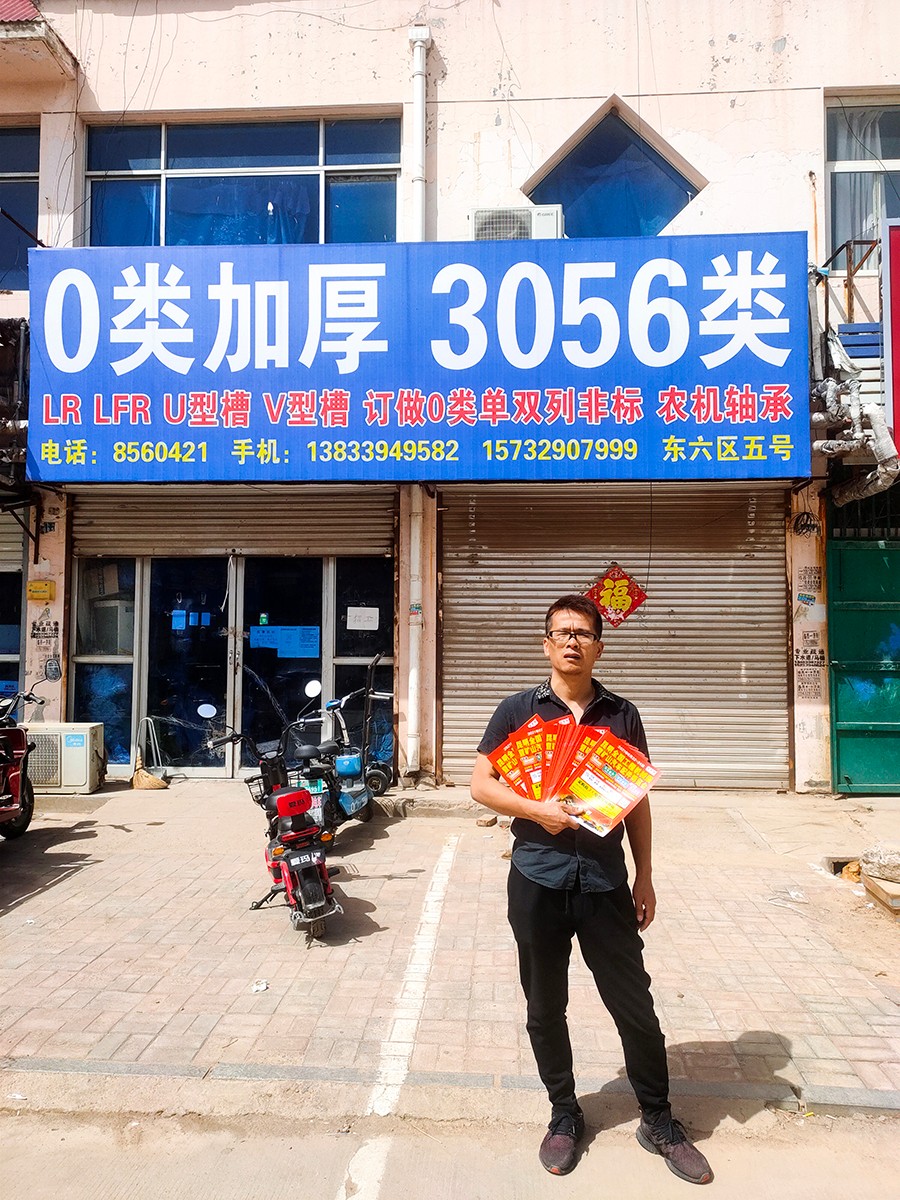 0类加厚 3056类
LR LFR U型槽 V型槽 订做0类单双列非标 农机轴承
电话：8560421 手机：13833949582 15732907999 东六区五号
福